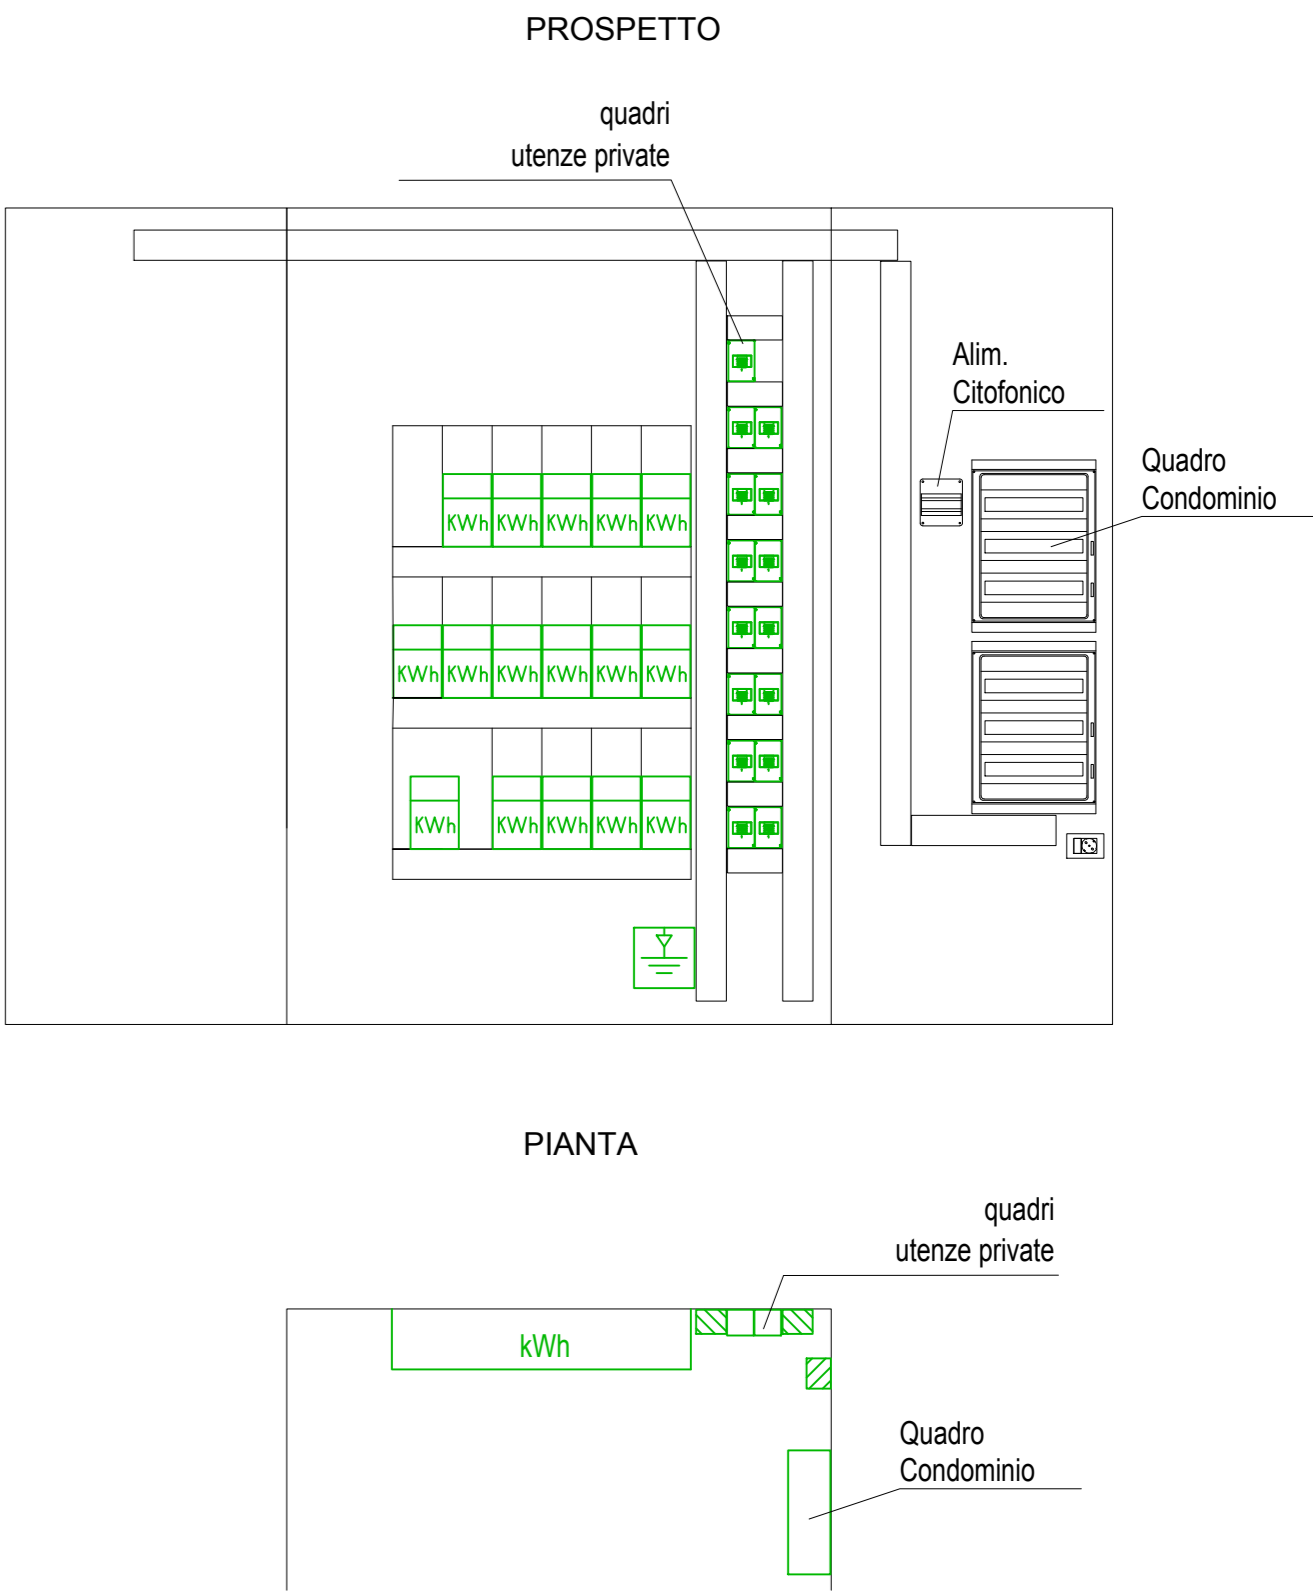 PROSPETTO
quadri
utenze private
Alim.
Citofonico
Quadro
Condominio
KWh KWh KWh KWh KWh
KWh KWh KWh KWh KWh KWh
KWh KWh KWh KWh KWh
PIANTA
quadri
utenze private
kWh
Quadro
Condominio